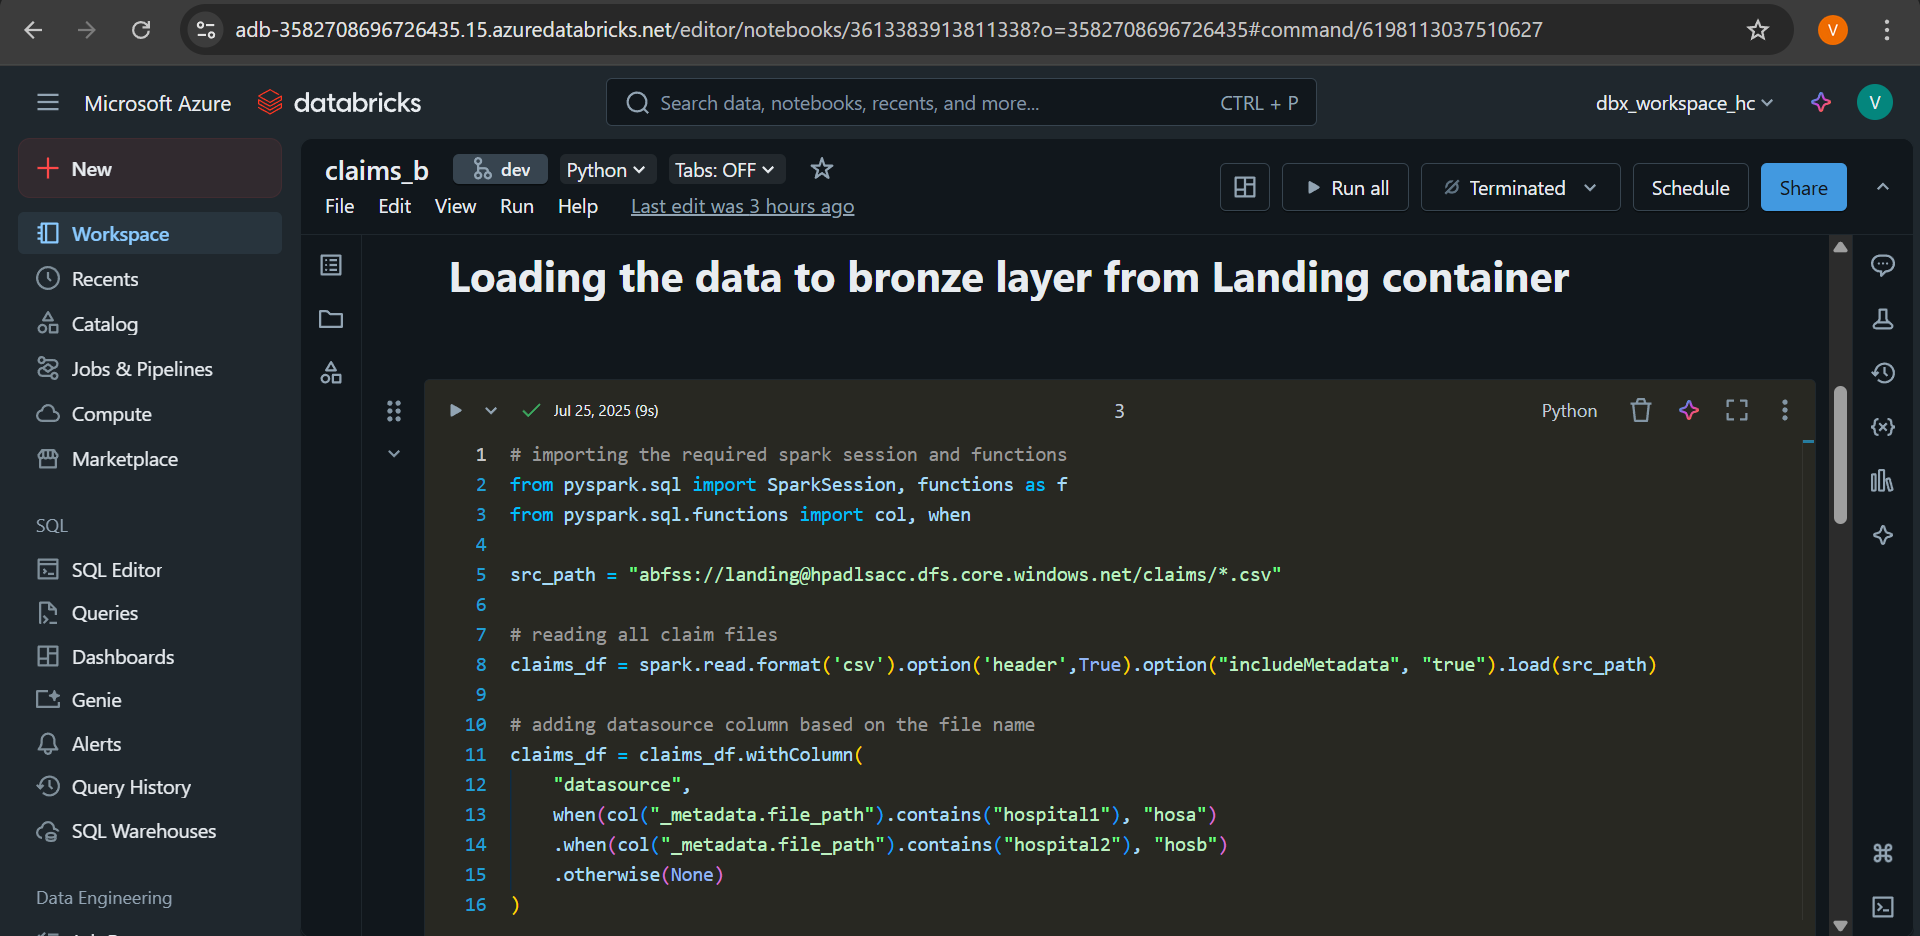 adb-3582708696726435.15.azuredatabricks.net/editor/notebooks/3613383913811338?o=3582708696726435#command/6198113037510627
V
Microsoft Azure
databricks
Search data, notebooks, recents, and more...
CTRL + P
dbx_workspace_hc
V
New
Workspace
Recents
Catalog
Jobs & Pipelines
Compute
Marketplace
SQL
SQL Editor
Queries
Dashboards
Genie
Alerts
Query History
SQL Warehouses
Data Engineering
claims_b
dev
Python
Tabs: OFF
File Edit View Run Help Last edit was 3 hours ago
Run all
Terminated
Schedule
Share
Loading the data to bronze layer from Landing container
Jul 25, 2025 (9s)
3
Python
1 # importing the required spark session and functions
2 from pyspark.sql import SparkSession, functions as f
3 from pyspark.sql.functions import col, when
4
5 src_path = "abfss://landing@hpadlsacc.dfs.core.windows.net/claims/*.csv"
6
7 # reading all claim files
8 claims_df = spark.read.format('csv').option('header',True).option("includeMetadata", "true").load(src_path)
9
10 # adding datasource column based on the file name
11 claims_df = claims_df.withColumn(
12 "datasource",
13 when(col("_metadata.file_path").contains("hospital1"), "hosa")
14 .when(col("_metadata.file_path").contains("hospital2"), "hosb")
15 .otherwise(None)
16 )